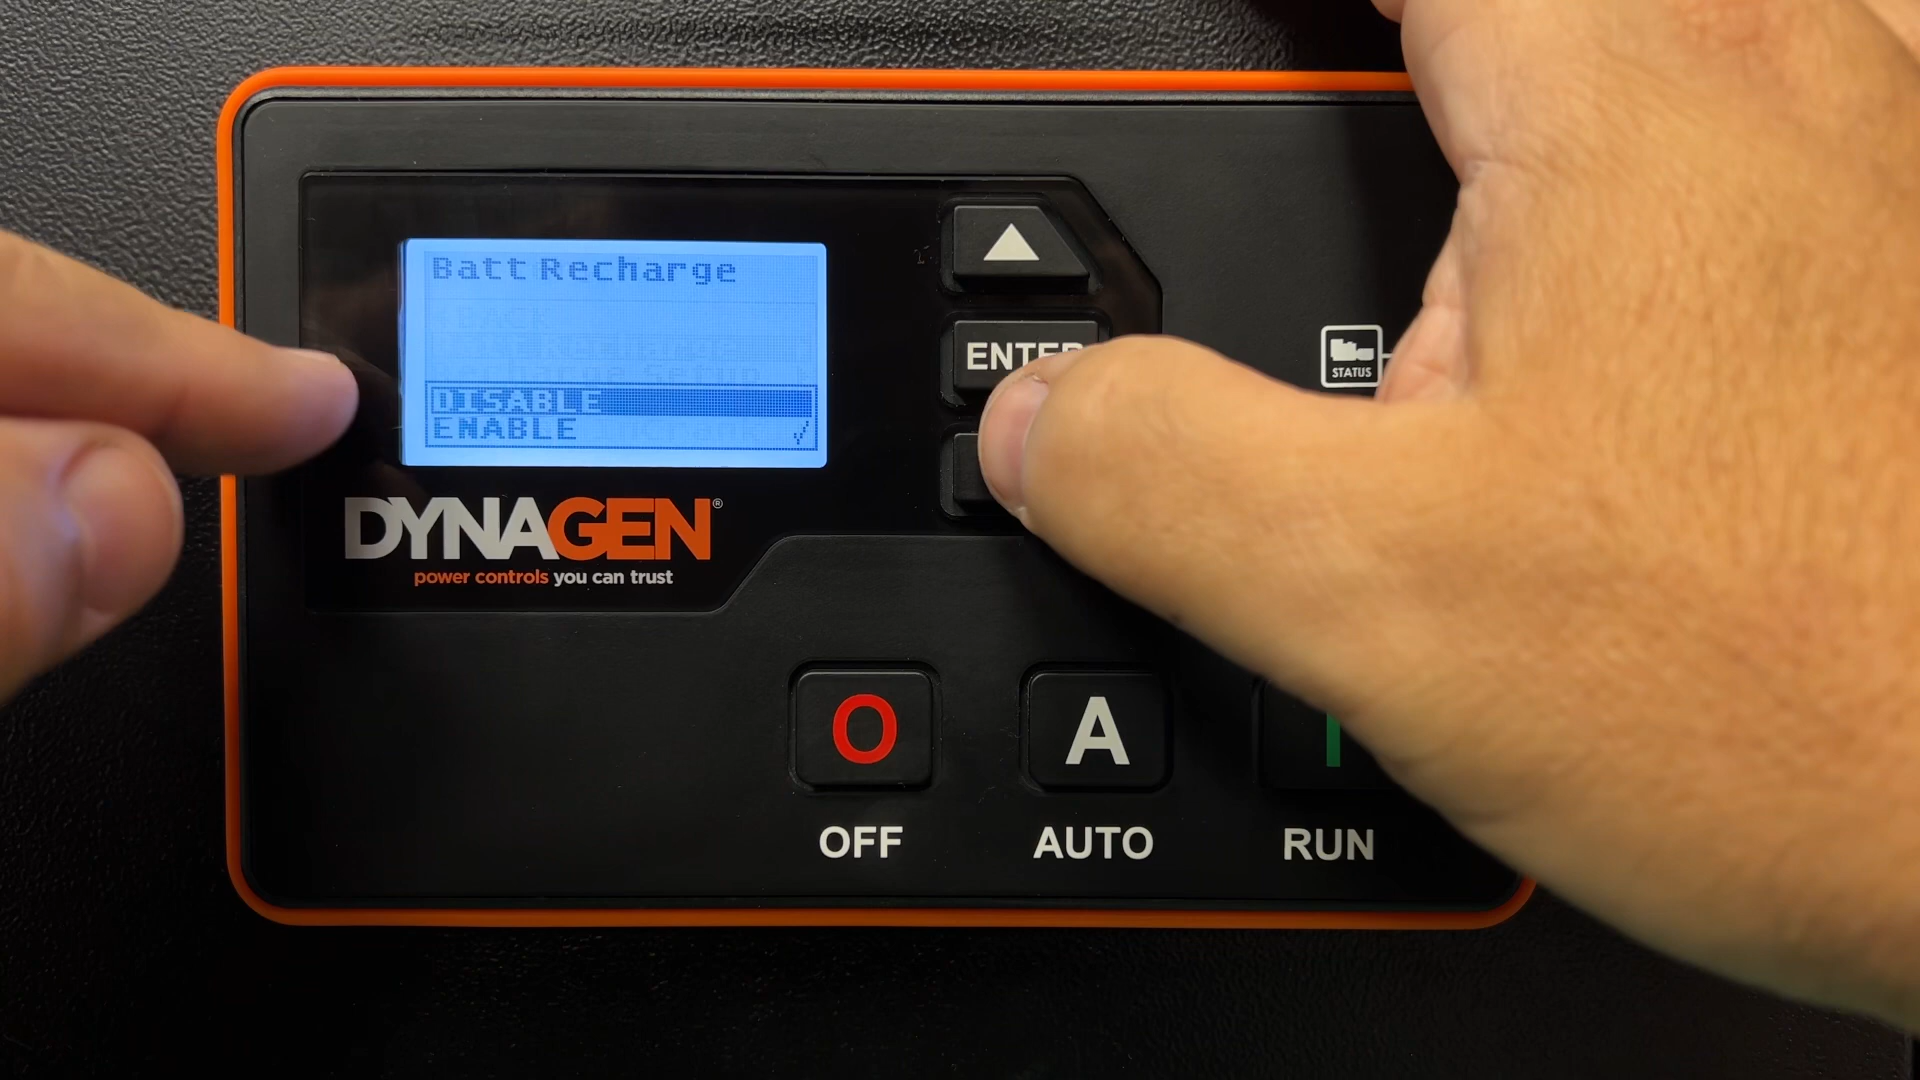 Batt Recharge
DISABLE
ENABLE ✓
ENTER
STATUS
DYNAGEN®
power controls you can trust
O
A
I
OFF
AUTO
RUN